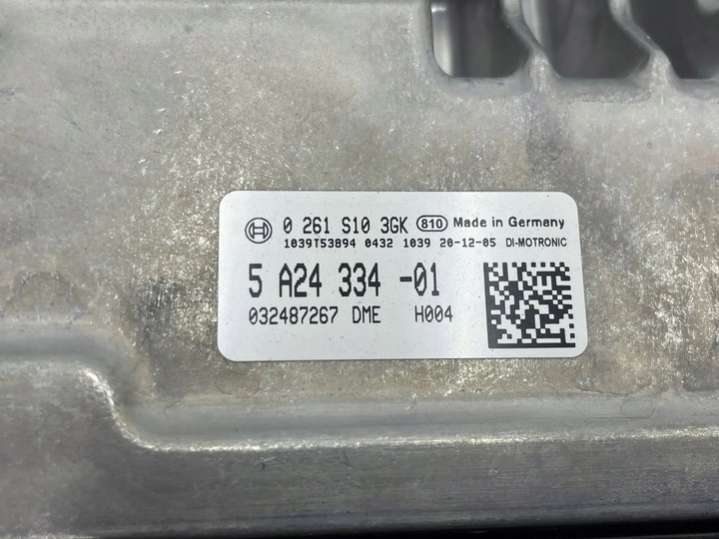 0 261 S10 3GK 810 Made in Germany
1039T53894 0432 1039 20-12-05 DI-MOTRONIC
5 A24 334 -01
032487267 DME H004